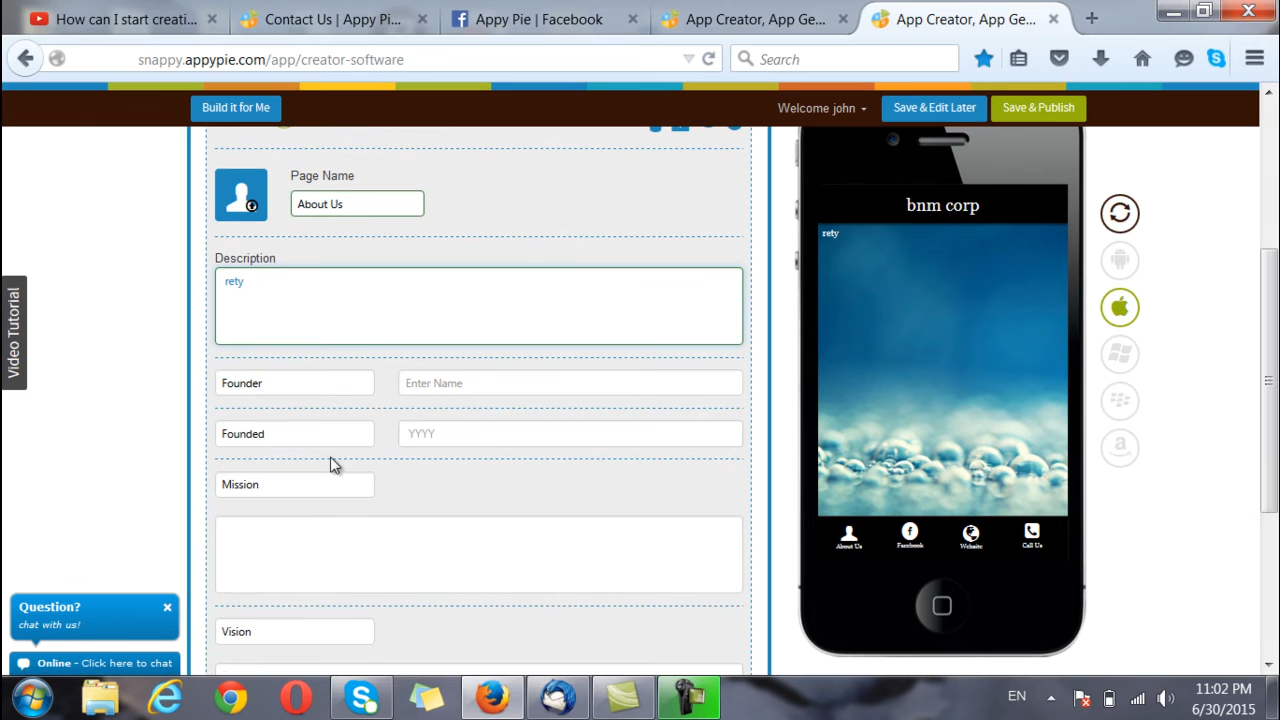 How can I start creati...
Contact Us | Appy Pi...
Appy Pie | Facebook
App Creator, App Ge...
App Creator, App Ge...
snappy.appypie.com/app/creator-software
Search
Build it for Me
Welcome john
Save & Edit Later
Save & Publish
Page Name
About Us
Description
rety
Founder
Enter Name
Founded
YYYY
Mission
Vision
bnm corp
rety
About Us
Facebook
Website
Call Us
Video Tutorial
Question?
chat with us!
Online - Click here to chat
EN
11:02 PM
6/30/2015